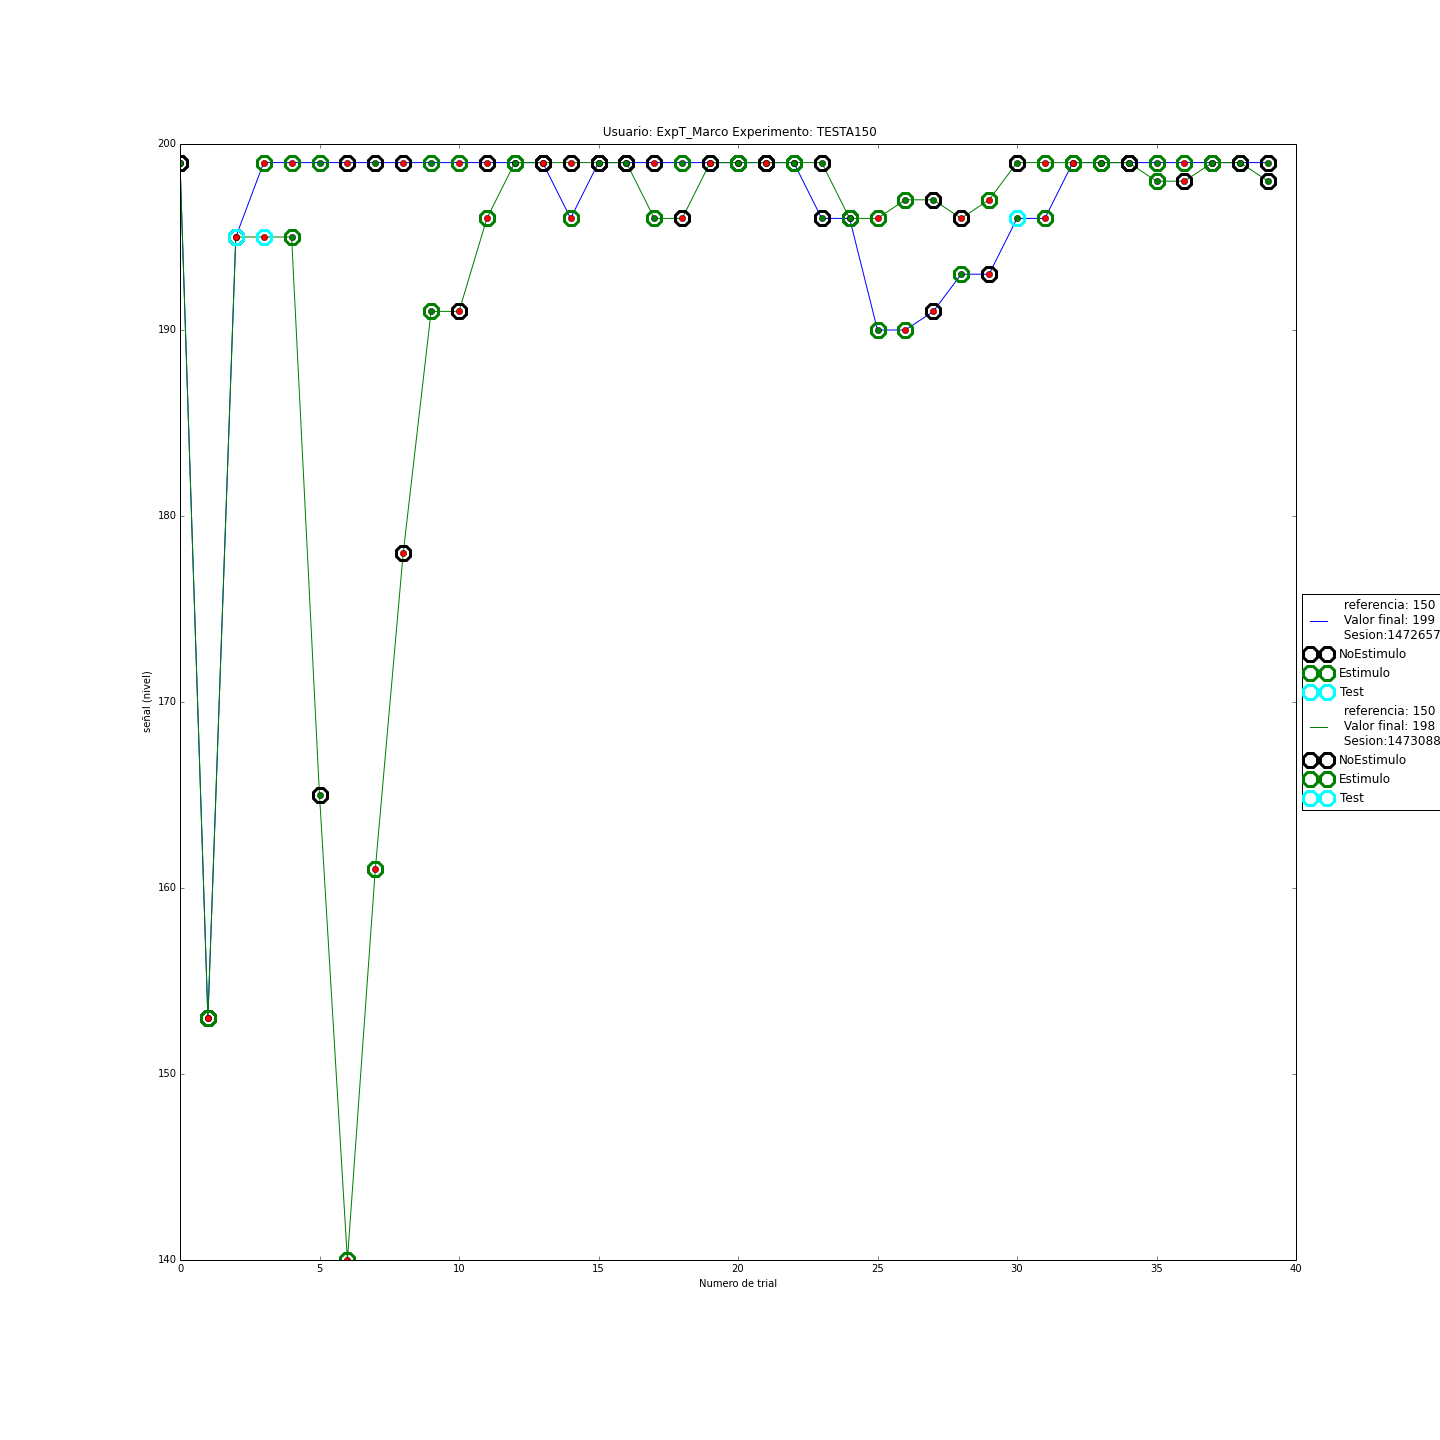 Usuario: ExpT_Marco Experimento: TESTA150
200
190
180
170
160
150
140
señal (nivel)
0 5 10 15 20 25 30 35 40
Numero de trial
referencia: 150
Valor final: 199
Sesion:1472657
NoEstimulo
Estimulo
Test
referencia: 150
Valor final: 198
Sesion:1473088
NoEstimulo
Estimulo
Test